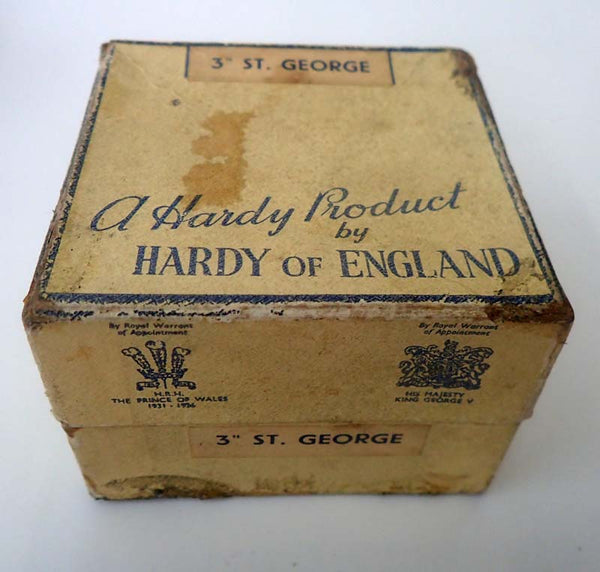 3" ST. GEORGE
A Hardy Product
by
HARDY OF ENGLAND
By Royal Warrant
of Appointment
H.R.H.
THE PRINCE OF WALES
1921 - 1936
By Royal Warrant
of Appointment
HIS MAJESTY
KING GEORGE V
3" ST. GEORGE